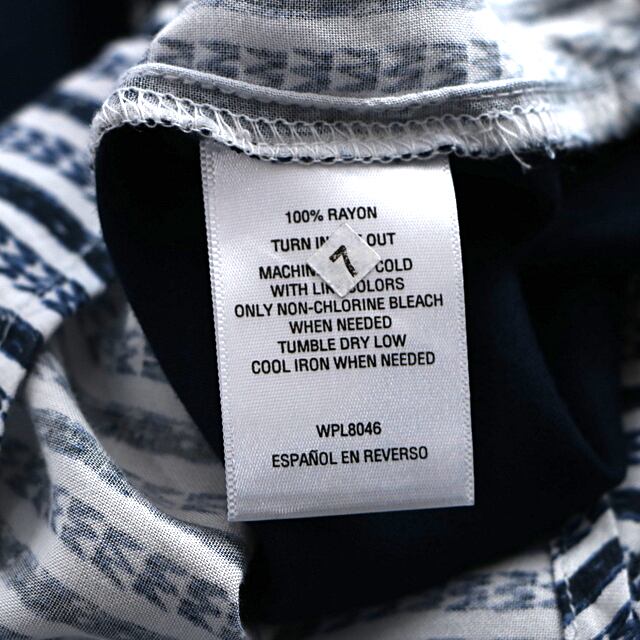 100% RAYON
TURN IN OUT
MACHIN COLD
WITH LI COLORS
ONLY NON-CHLORINE BLEACH
WHEN NEEDED
TUMBLE DRY LOW
COOL IRON WHEN NEEDED
7
WPL8046
ESPAÑOL EN REVERSO